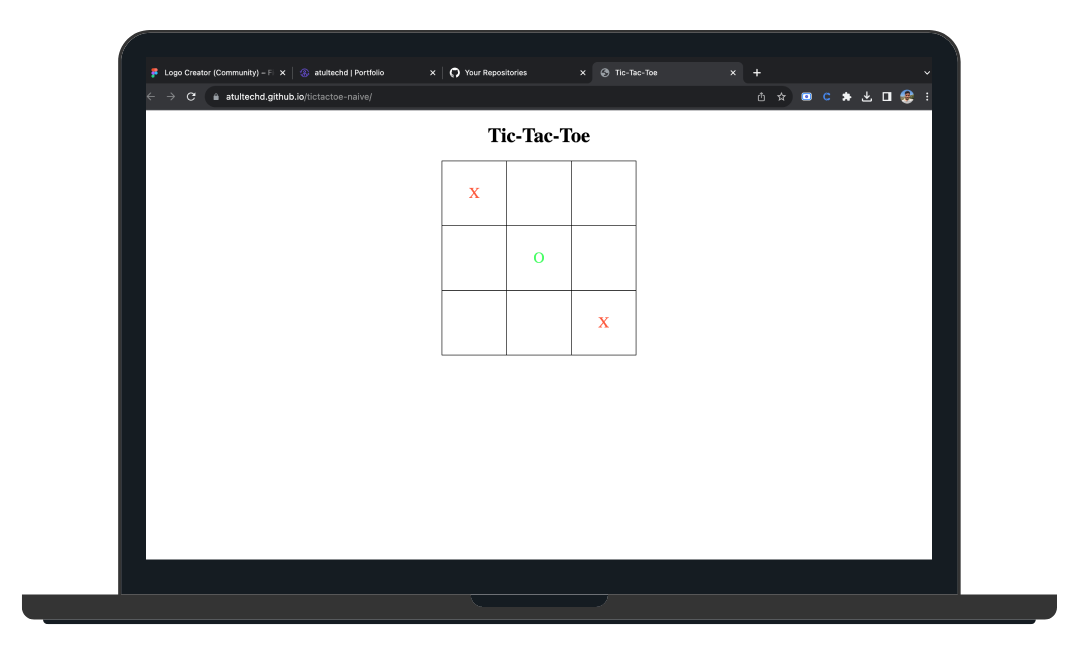 Logo Creator (Community) – F
atultechd | Portfolio
Your Repositories
Tic-Tac-Toe
atultechd.github.io/tictactoe-naive/
C
Tic-Tac-Toe
X
O
X